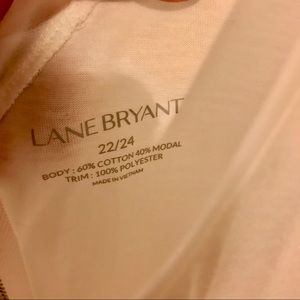 LANE BRYANT
22/24
BODY : 60% COTTON 40% MODAL
TRIM : 100% POLYESTER
MADE IN VIETNAM